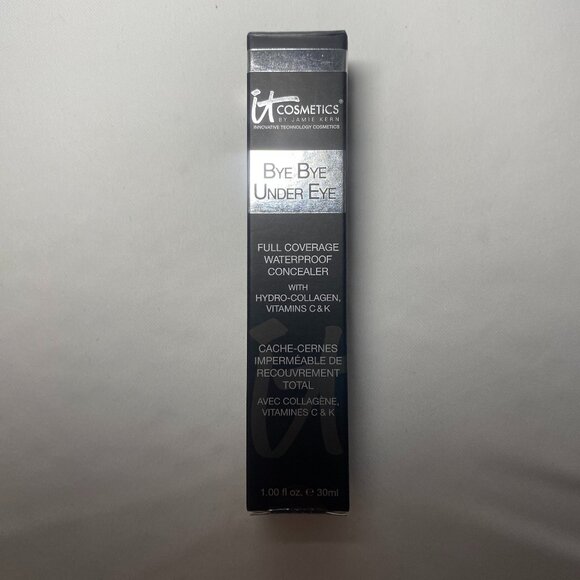 it COSMETICS®
BY JAMIE KERN
INNOVATIVE TECHNOLOGY COSMETICS
BYE BYE
UNDER EYE
FULL COVERAGE
WATERPROOF
CONCEALER
WITH
HYDRO-COLLAGEN,
VITAMINS C & K
CACHE-CERNES
IMPERMÉABLE DE
RECOUVREMENT
TOTAL
AVEC COLLAGÈNE,
VITAMINES C & K
it
1.00 fl oz. ℮ 30ml